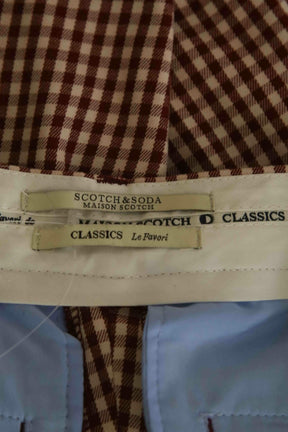 SCOTCH & SODA
MAISON SCOTCH
MAISON SCOTCH D CLASSICS
CLASSICS Le Favori